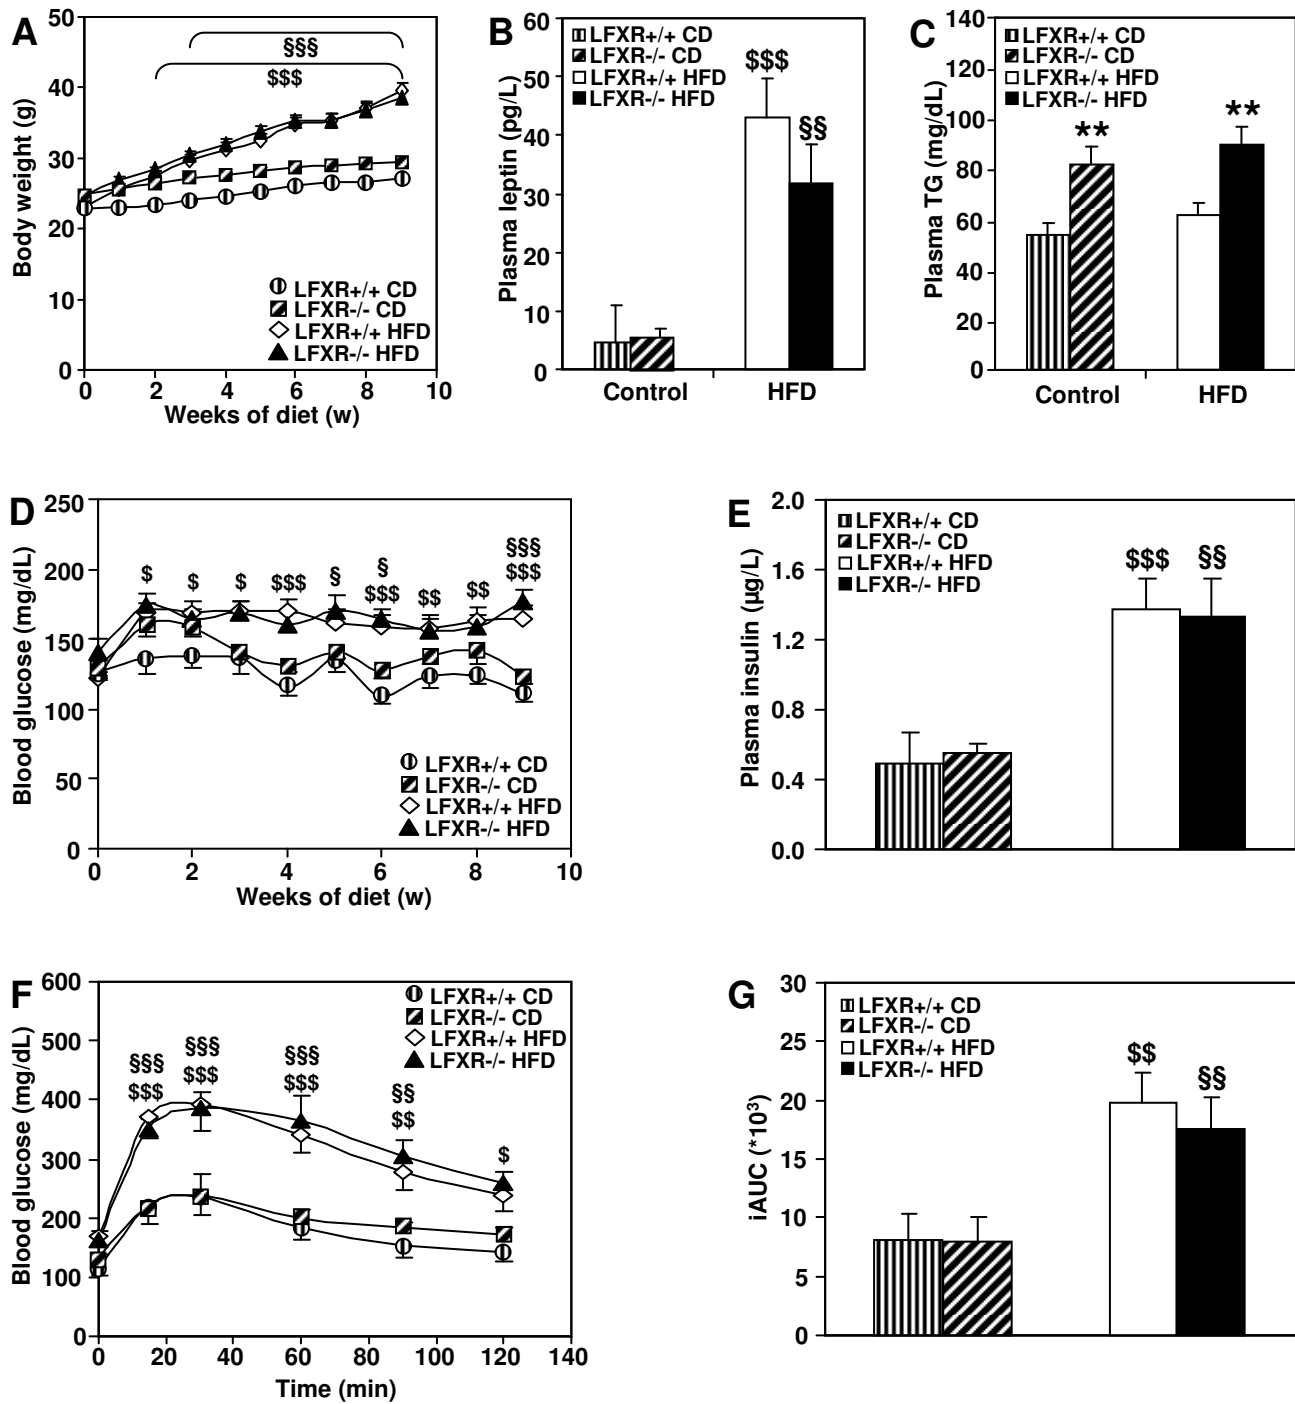 A
Body weight (g)
50
40
30
20
10
0
§§§
$$$
LFXR+/+ CD
LFXR-/- CD
LFXR+/+ HFD
LFXR-/- HFD
0 2 4 6 8 10
Weeks of diet (w)
B
Plasma leptin (pg/L)
60
50
40
30
20
10
0
LFXR+/+ CD
LFXR-/- CD
LFXR+/+ HFD
LFXR-/- HFD
$$$
§§
Control HFD
C
Plasma TG (mg/dL)
140
120
100
80
60
40
20
0
LFXR+/+ CD
LFXR-/- CD
LFXR+/+ HFD
LFXR-/- HFD
**
**
Control HFD
D
Blood glucose (mg/dL)
250
200
150
100
50
0
§ § §§§
$ $ $ $$$ $$$ $$ $$ $$$
LFXR+/+ CD
LFXR-/- CD
LFXR+/+ HFD
LFXR-/- HFD
0 2 4 6 8 10
Weeks of diet (w)
E
Plasma insulin (µg/L)
2.0
1.6
1.2
0.8
0.4
0.0
LFXR+/+ CD
LFXR-/- CD
LFXR+/+ HFD
LFXR-/- HFD
$$$ §§
F
Blood glucose (mg/dL)
600
500
400
300
200
100
0
LFXR+/+ CD
LFXR-/- CD
LFXR+/+ HFD
LFXR-/- HFD
§§§ §§§ §§§ §§
$$$ $$$ $$$ $$ $
0 20 40 60 80 100 120 140
Time (min)
G
iAUC (*10³)
30
25
20
15
10
5
0
LFXR+/+ CD
LFXR-/- CD
LFXR+/+ HFD
LFXR-/- HFD
$$ §§